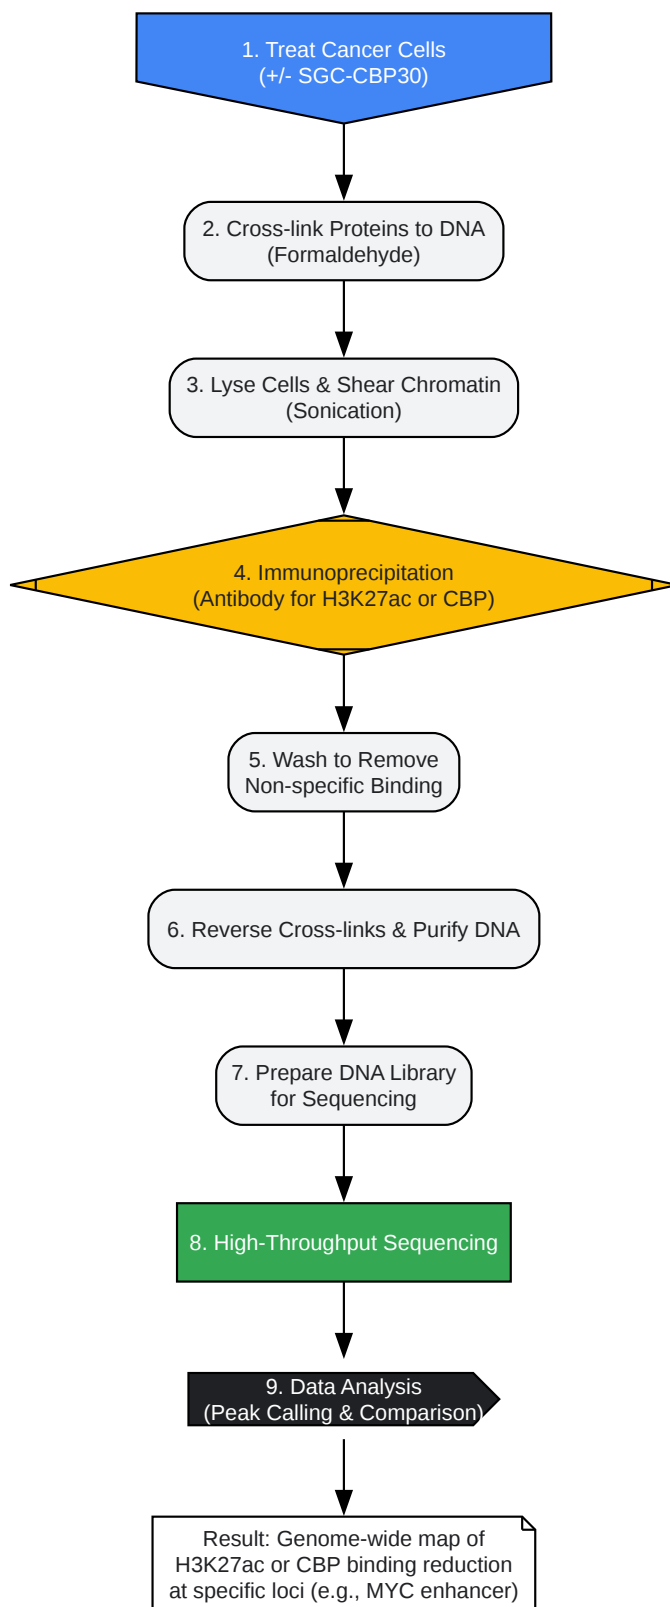 1. Treat Cancer Cells
(+/- SGC-CBP30)
2. Cross-link Proteins to DNA
(Formaldehyde)
3. Lyse Cells & Shear Chromatin
(Sonication)
4. Immunoprecipitation
(Antibody for H3K27ac or CBP)
5. Wash to Remove
Non-specific Binding
6. Reverse Cross-links & Purify DNA
7. Prepare DNA Library
for Sequencing
8. High-Throughput Sequencing
9. Data Analysis
(Peak Calling & Comparison)
Result: Genome-wide map of
H3K27ac or CBP binding reduction
at specific loci (e.g., MYC enhancer)